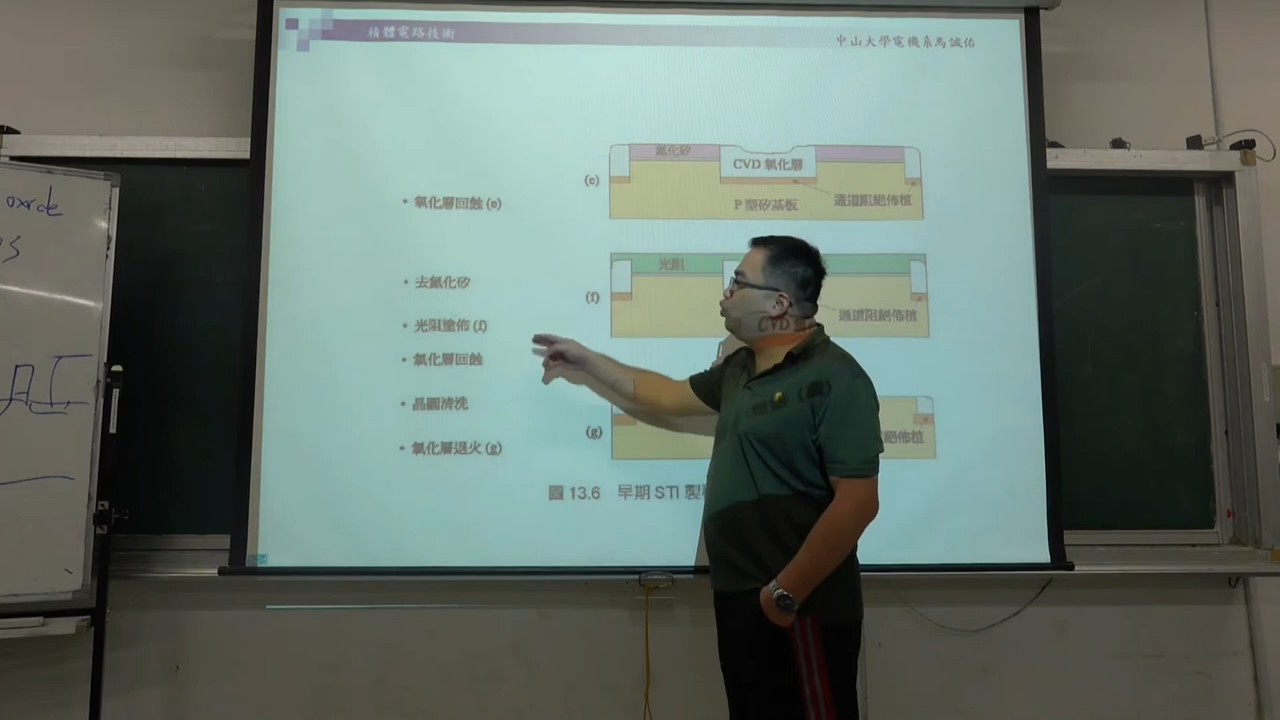 積體電路技術
中山大學電機系馬誠佑
oxide
氮化矽
CVD 氧化層
(e)
通道阻絕佈植
P 型矽基板
• 氧化層回蝕 (e)
• 去氮化矽
光阻
(f)
通道阻絕佈植
CVD
• 光阻塗佈 (f)
• 氧化層回蝕
• 晶圓清洗
(g)
絕佈植
• 氧化層退火 (g)
圖 13.6 早期 STI 製